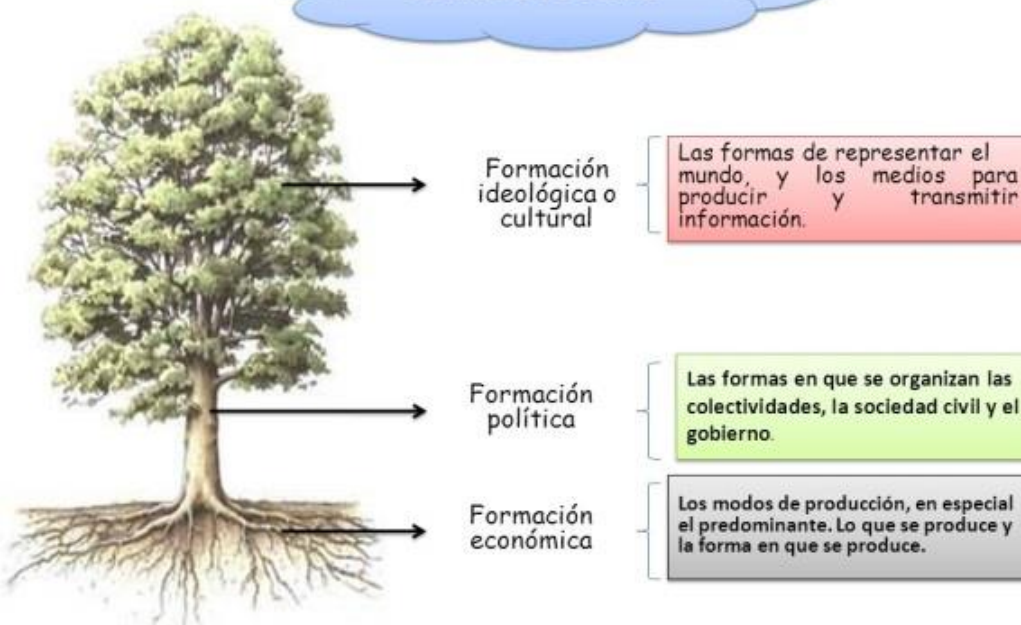 Formación
ideológica o
cultural
Las formas de representar el
mundo, y los medios para
producir y transmitir
información.
Formación
política
Las formas en que se organizan las
colectividades, la sociedad civil y el
gobierno.
Formación
económica
Los modos de producción, en especial
el predominante. Lo que se produce y
la forma en que se produce.